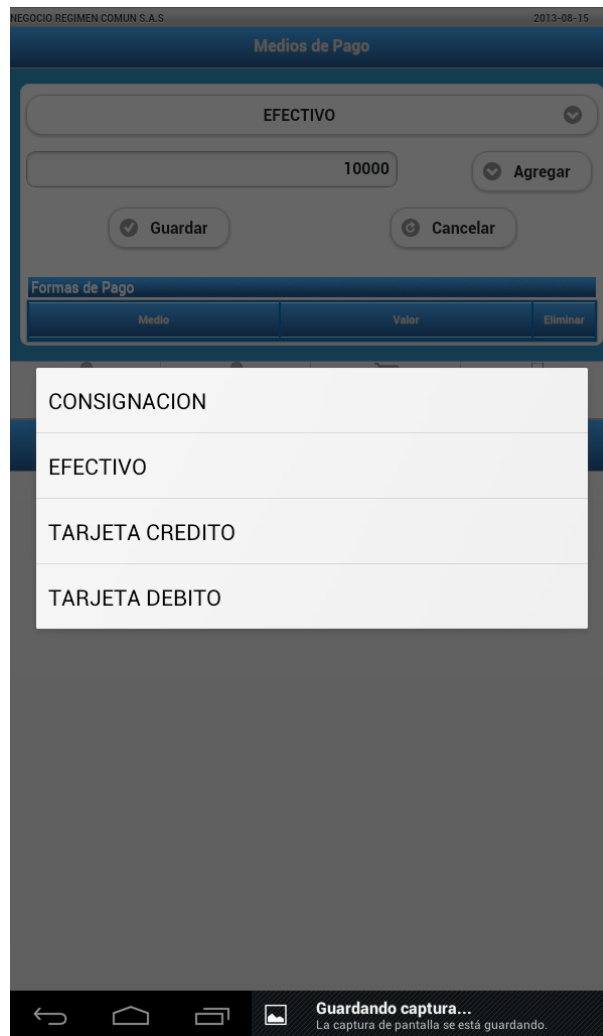 NEGOCIO REGIMEN COMUN S.A.S 2013-08-15
Medios de Pago
EFECTIVO
10000 Agregar
Guardar Cancelar
Formas de Pago
Medio Valor Eliminar
CONSIGNACION
EFECTIVO
TARJETA CREDITO
TARJETA DEBITO
Guardando captura...
La captura de pantalla se está guardando.